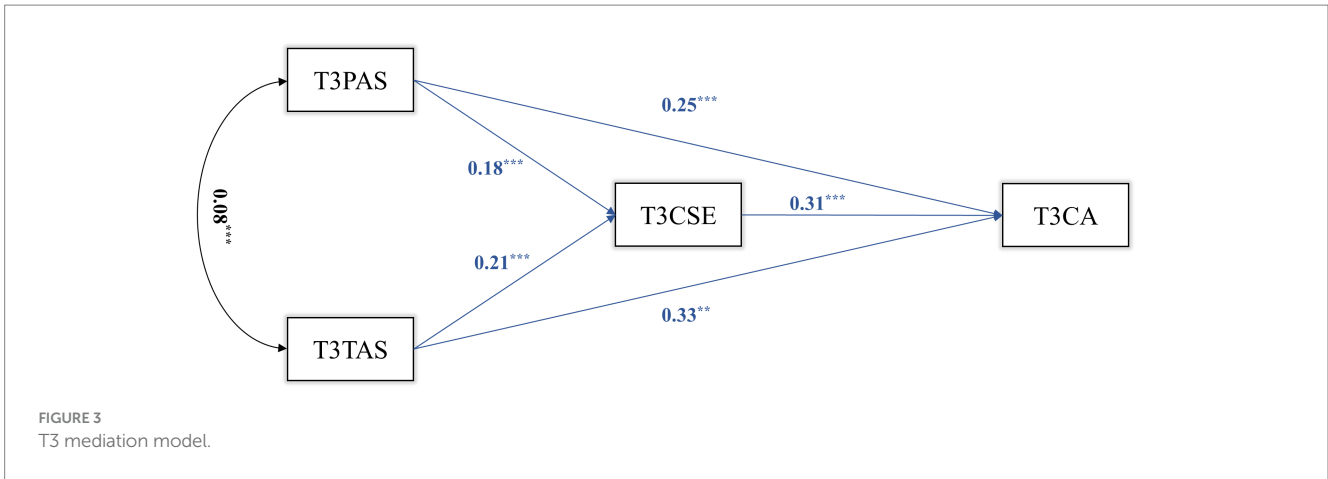 T3PAS
0.25***
0.18***
T3CSE
0.31***
T3CA
0.08***
0.21***
0.33**
T3TAS
FIGURE 3
T3 mediation model.